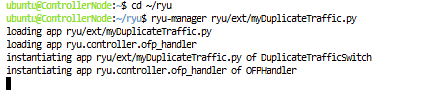 ubuntu@ControllerNode:~$ cd ~/ryu
ubuntu@ControllerNode:~/ryu$ ryu-manager ryu/ext/myDuplicateTraffic.py
loading app ryu/ext/myDuplicateTraffic.py
loading app ryu.controller.ofp_handler
instantiating app ryu/ext/myDuplicateTraffic.py of DuplicateTrafficSwitch
instantiating app ryu.controller.ofp_handler of OFPHandler